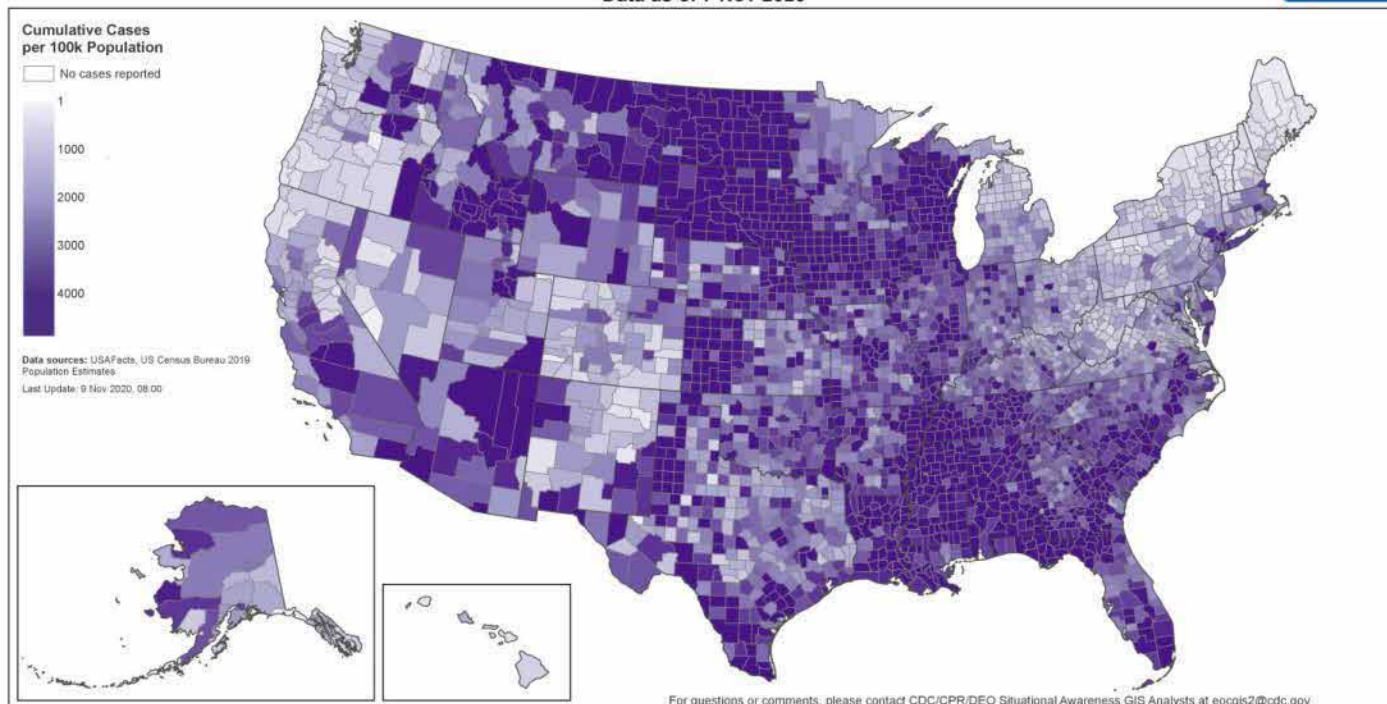 Cumulative Cases
per 100k Population
No cases reported
1
1000
2000
3000
4000
Data sources: USAFacts, US Census Bureau 2019
Population Estimates
Last Update: 9 Nov 2020, 08:00
For questions or comments, please contact CDC/CPR/DEO Situational Awareness GIS Analysts at eocgis2@cdc.gov